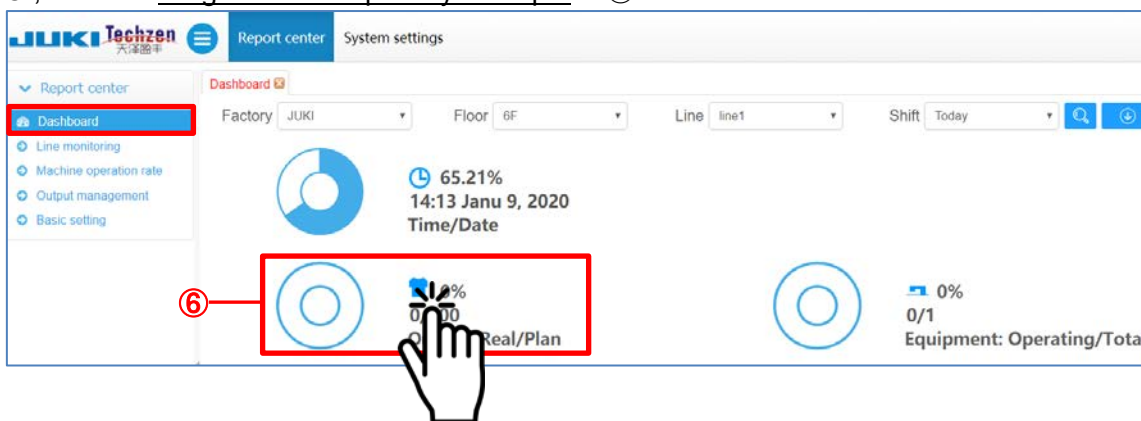 JUKI Techzen
天泽盈丰
Report center
System settings
Report center
Dashboard
Factory JUKI
Floor 6F
Line line1
Shift Today
Dashboard
Line monitoring
Machine operation rate
Output management
Basic setting
65.21%
14:13 Janu 9, 2020
Time/Date
⑥
0%
0/1
Equipment: Operating/Tota
Real/Plan